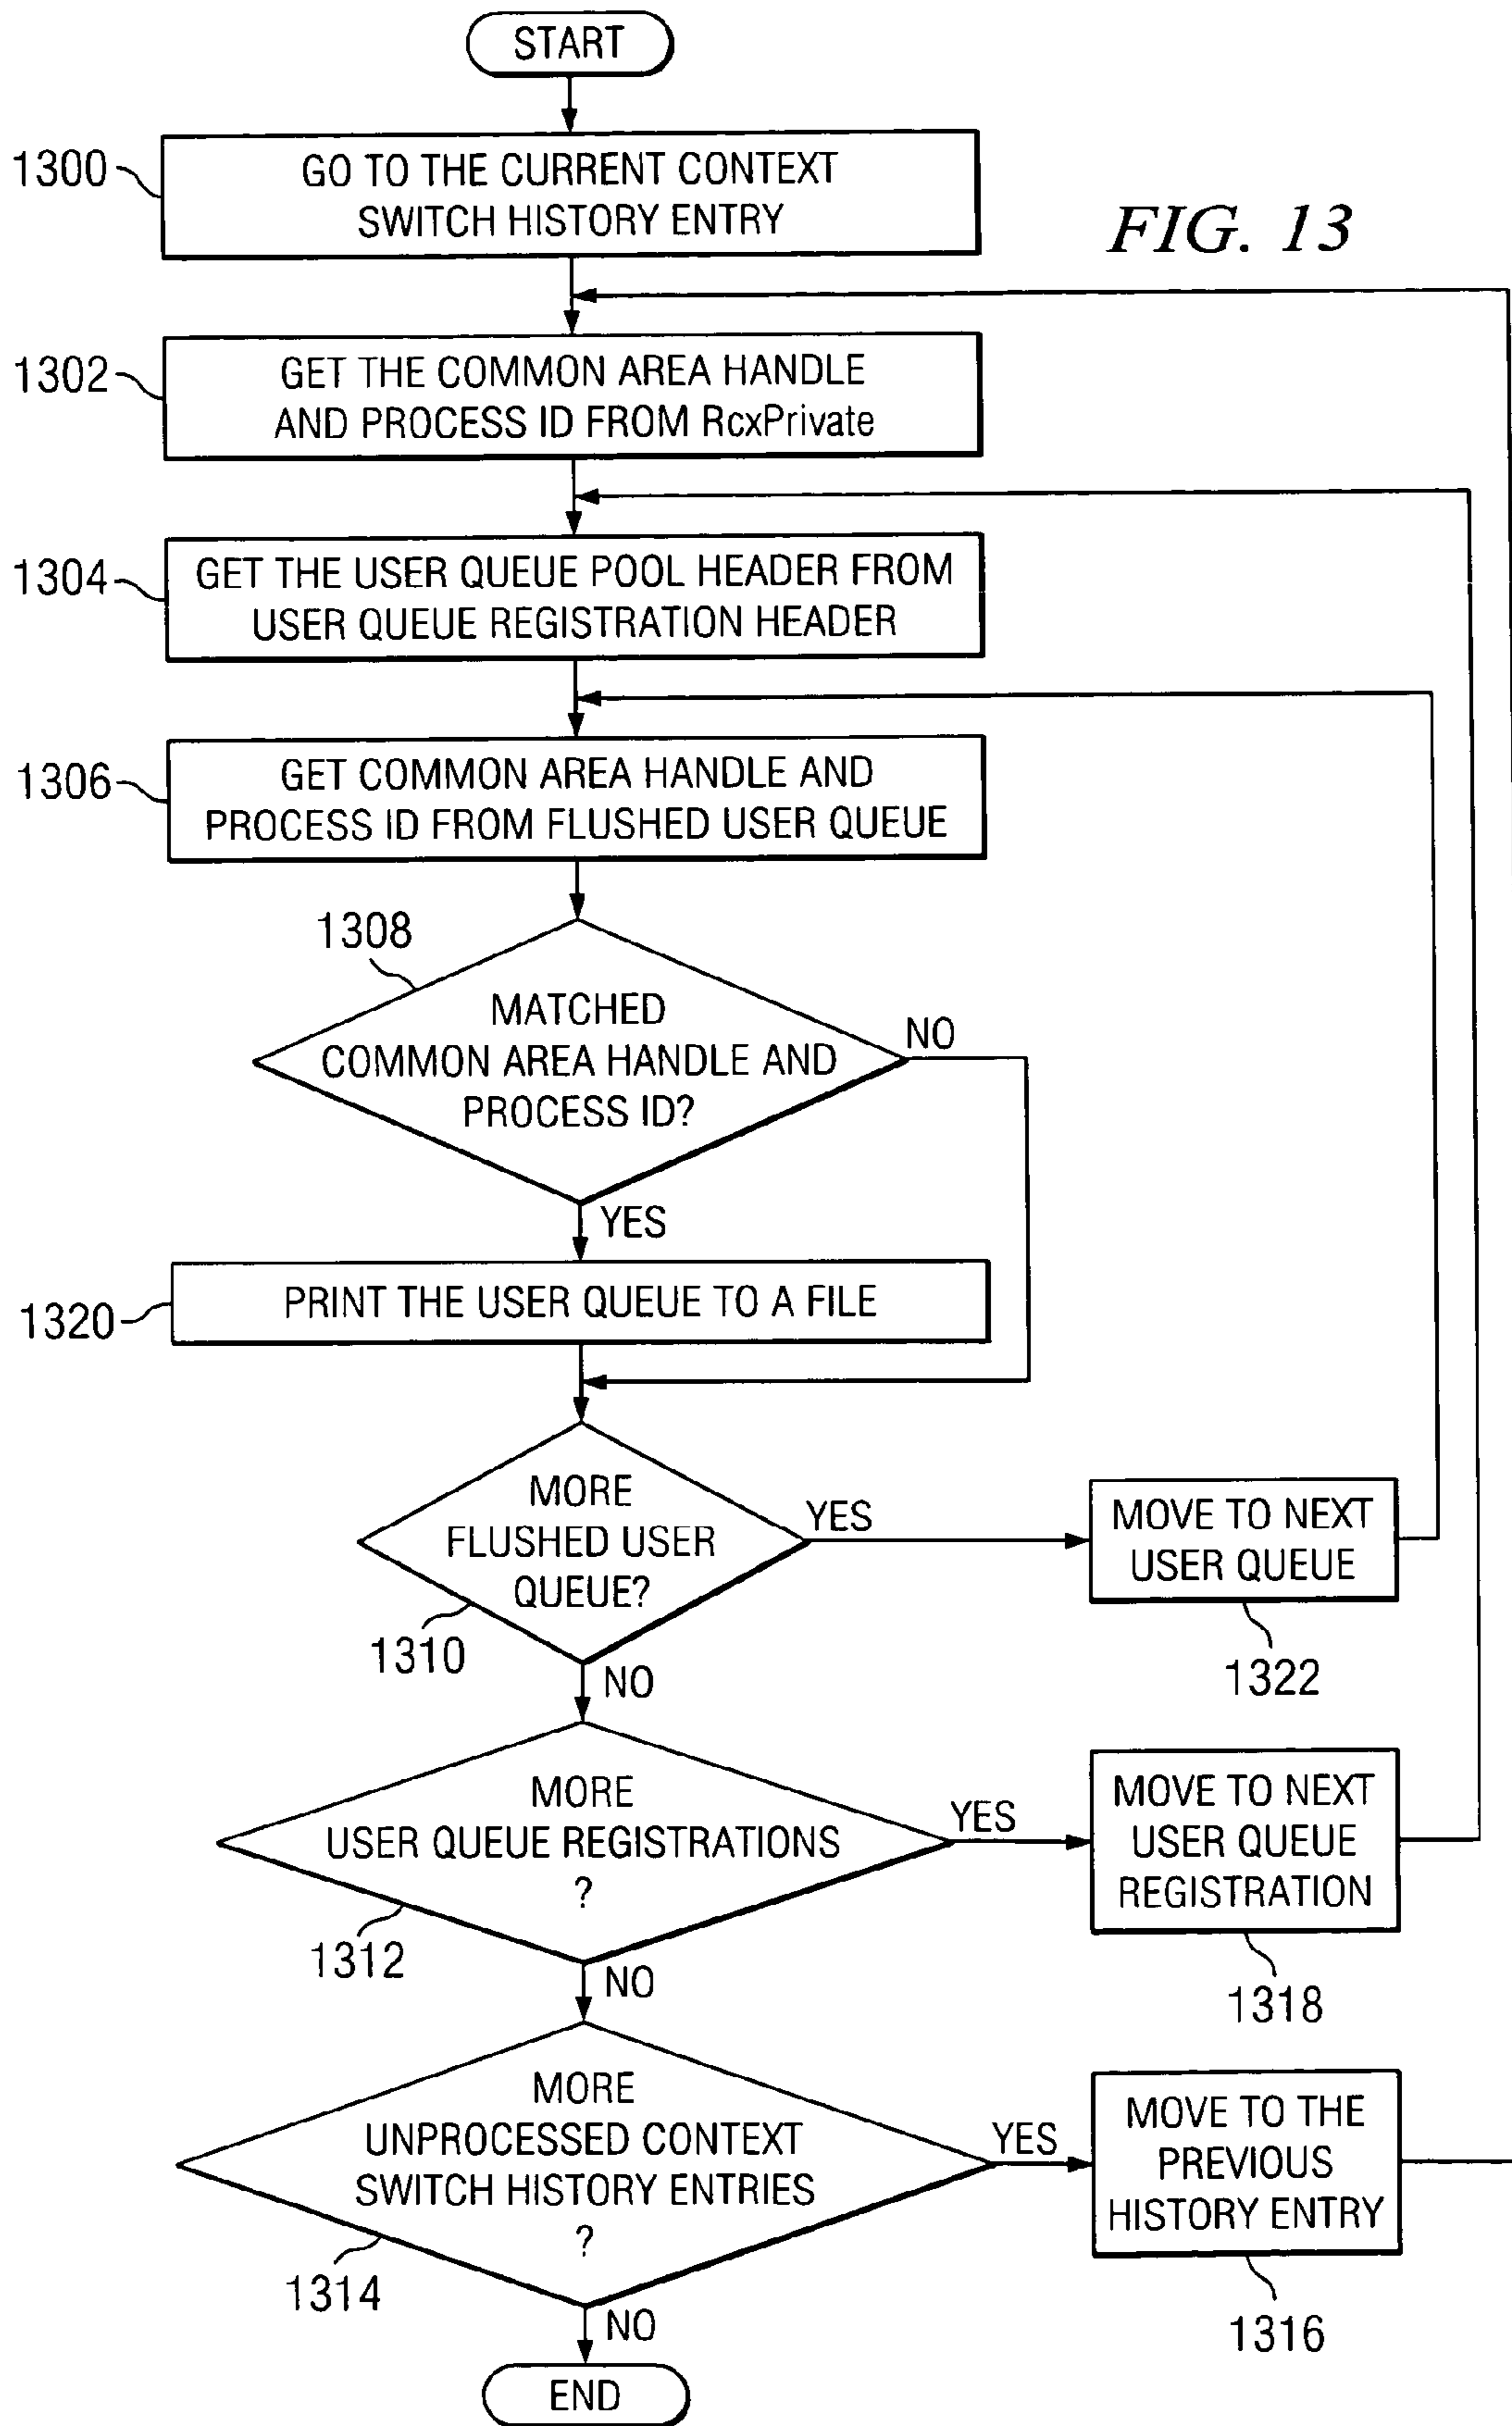 START
1300
GO TO THE CURRENT CONTEXT
SWITCH HISTORY ENTRY
FIG. 13
1302
GET THE COMMON AREA HANDLE
AND PROCESS ID FROM RcxPrivate
1304
GET THE USER QUEUE POOL HEADER FROM
USER QUEUE REGISTRATION HEADER
1306
GET COMMON AREA HANDLE AND
PROCESS ID FROM FLUSHED USER QUEUE
1308
MATCHED
COMMON AREA HANDLE AND
PROCESS ID?
NO
YES
1320
PRINT THE USER QUEUE TO A FILE
MORE
FLUSHED USER
QUEUE?
1310
YES
MOVE TO NEXT
USER QUEUE
1322
NO
MORE
USER QUEUE REGISTRATIONS
?
1312
YES
MOVE TO NEXT
USER QUEUE
REGISTRATION
1318
NO
MORE
UNPROCESSED CONTEXT
SWITCH HISTORY ENTRIES
?
1314
YES
MOVE TO THE
PREVIOUS
HISTORY ENTRY
1316
NO
END